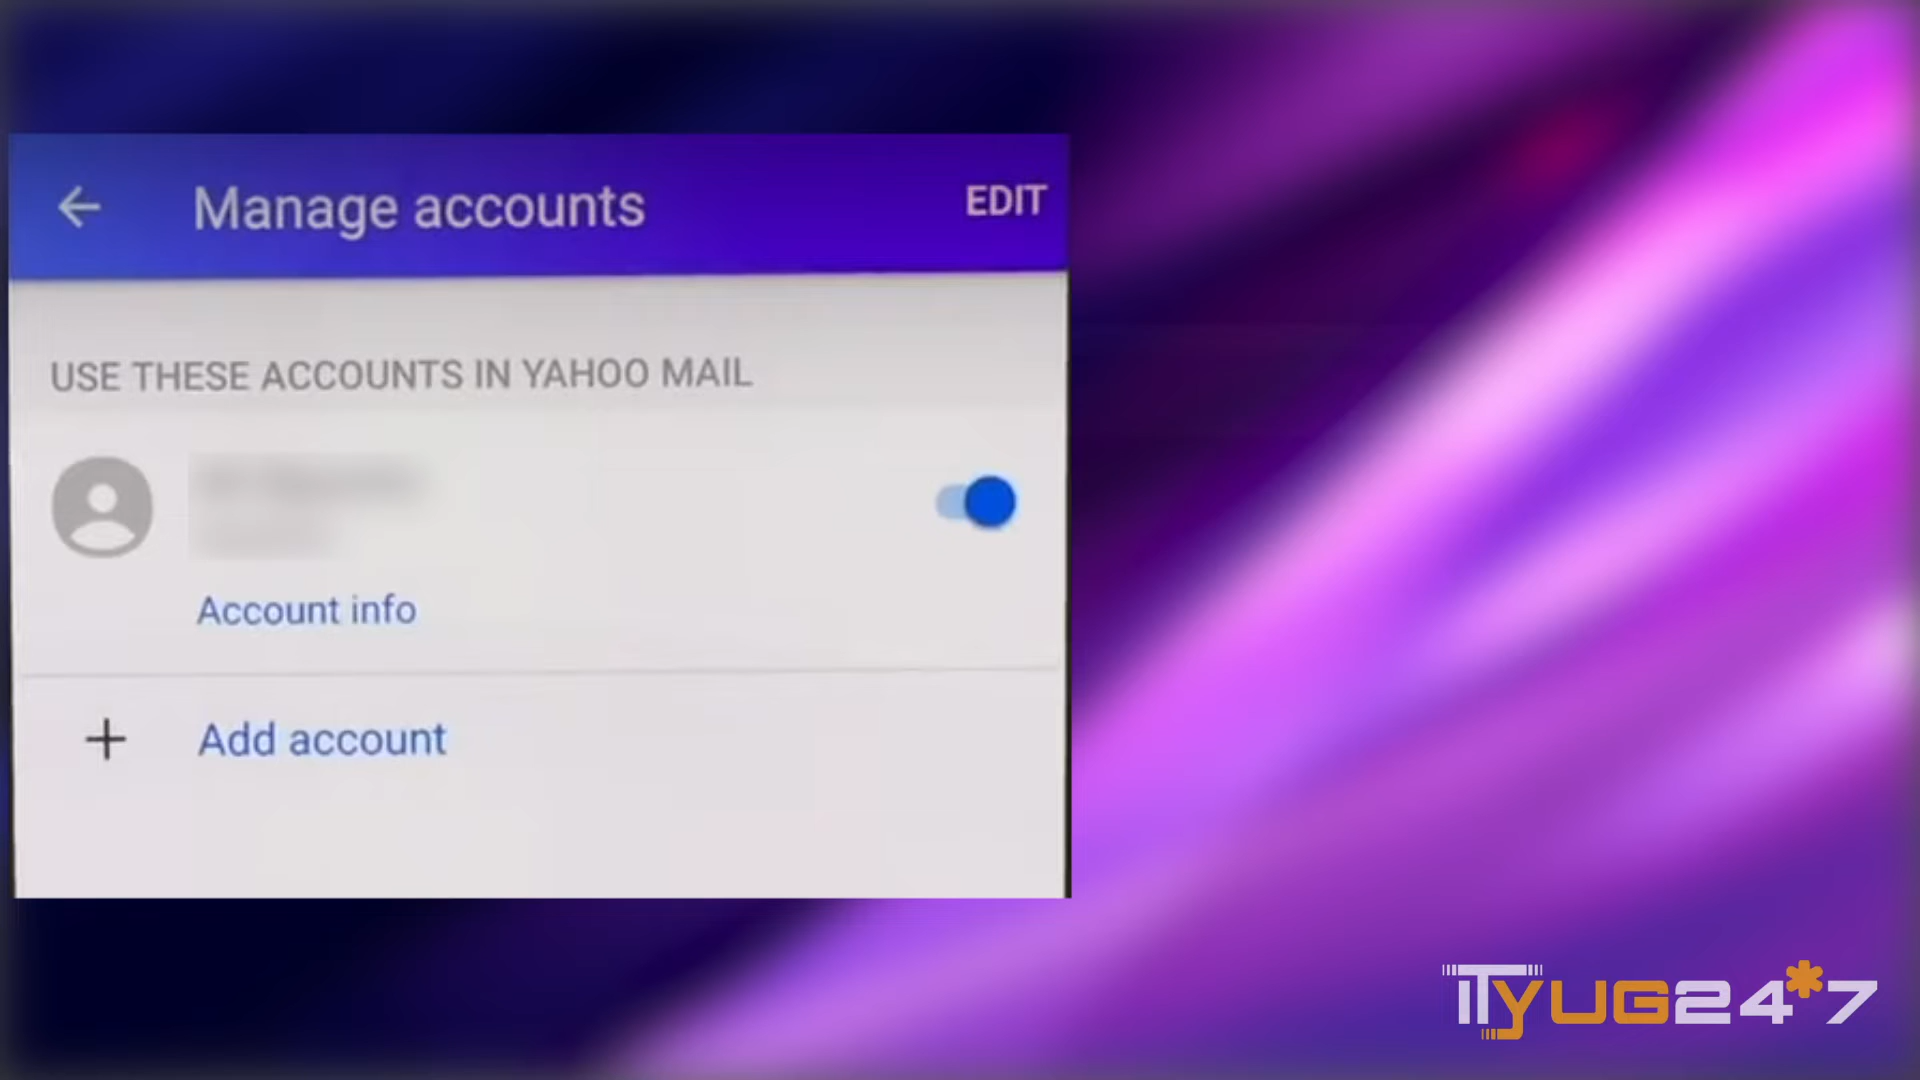 Manage accounts
EDIT
USE THESE ACCOUNTS IN YAHOO MAIL
Account info
Add account
ITYUG24*7